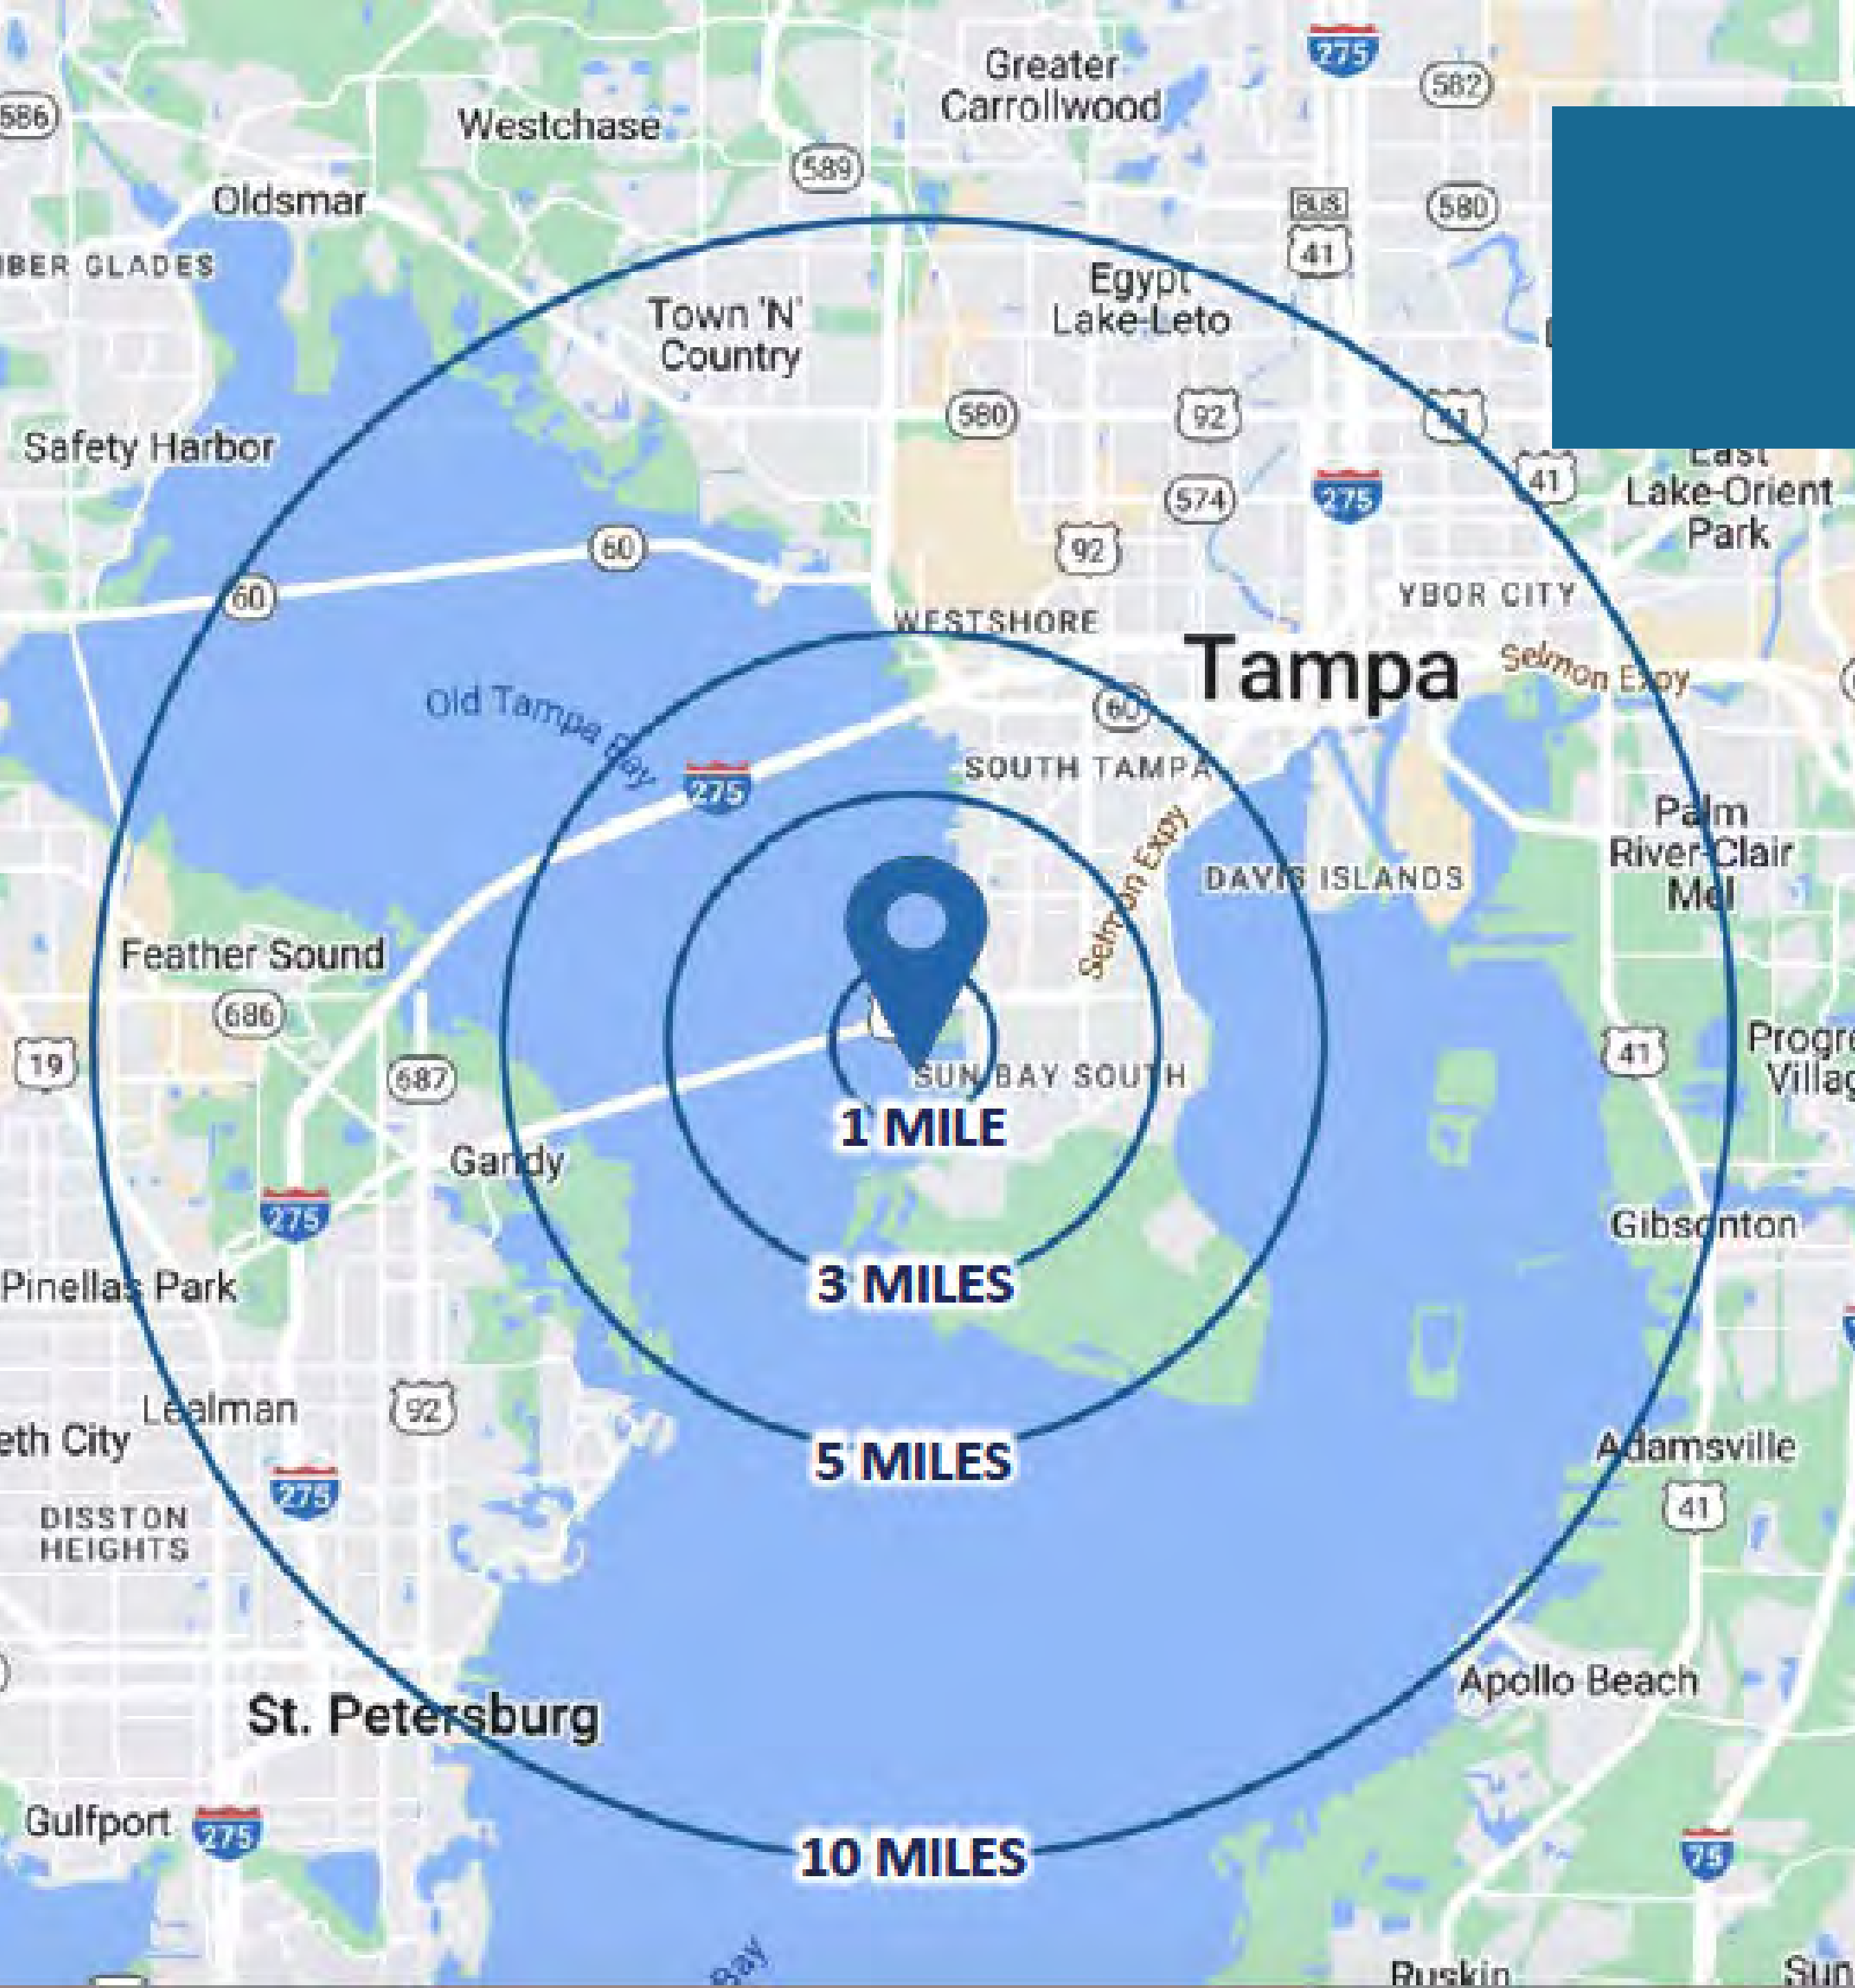 275
Greater
Carrollwood
582
586
Westchase
589
Oldsmar
BUS
41
580
IBER GLADES
Egypt
Lake-Leto
Town 'N'
Country
580
92
41
Safety Harbor
East
Lake-Orient
Park
41
574
275
60
92
60
YBOR CITY
WESTSHORE
Tampa
Selmon Expy
Old Tampa Bay
60
SOUTH TAMPA
275
Palm
River-Clair
Mel
Selmon Expy
DAVIS ISLANDS
Feather Sound
686
19
687
41
Progre
Villag
SUN BAY SOUTH
1 MILE
Gandy
275
Gibsonton
Pinellas Park
3 MILES
Lealman
92
eth City
5 MILES
Adamsville
275
41
DISSTON
HEIGHTS
Apollo Beach
St. Petersburg
Gulfport
275
10 MILES
75
Bay
Ruskin
Sun